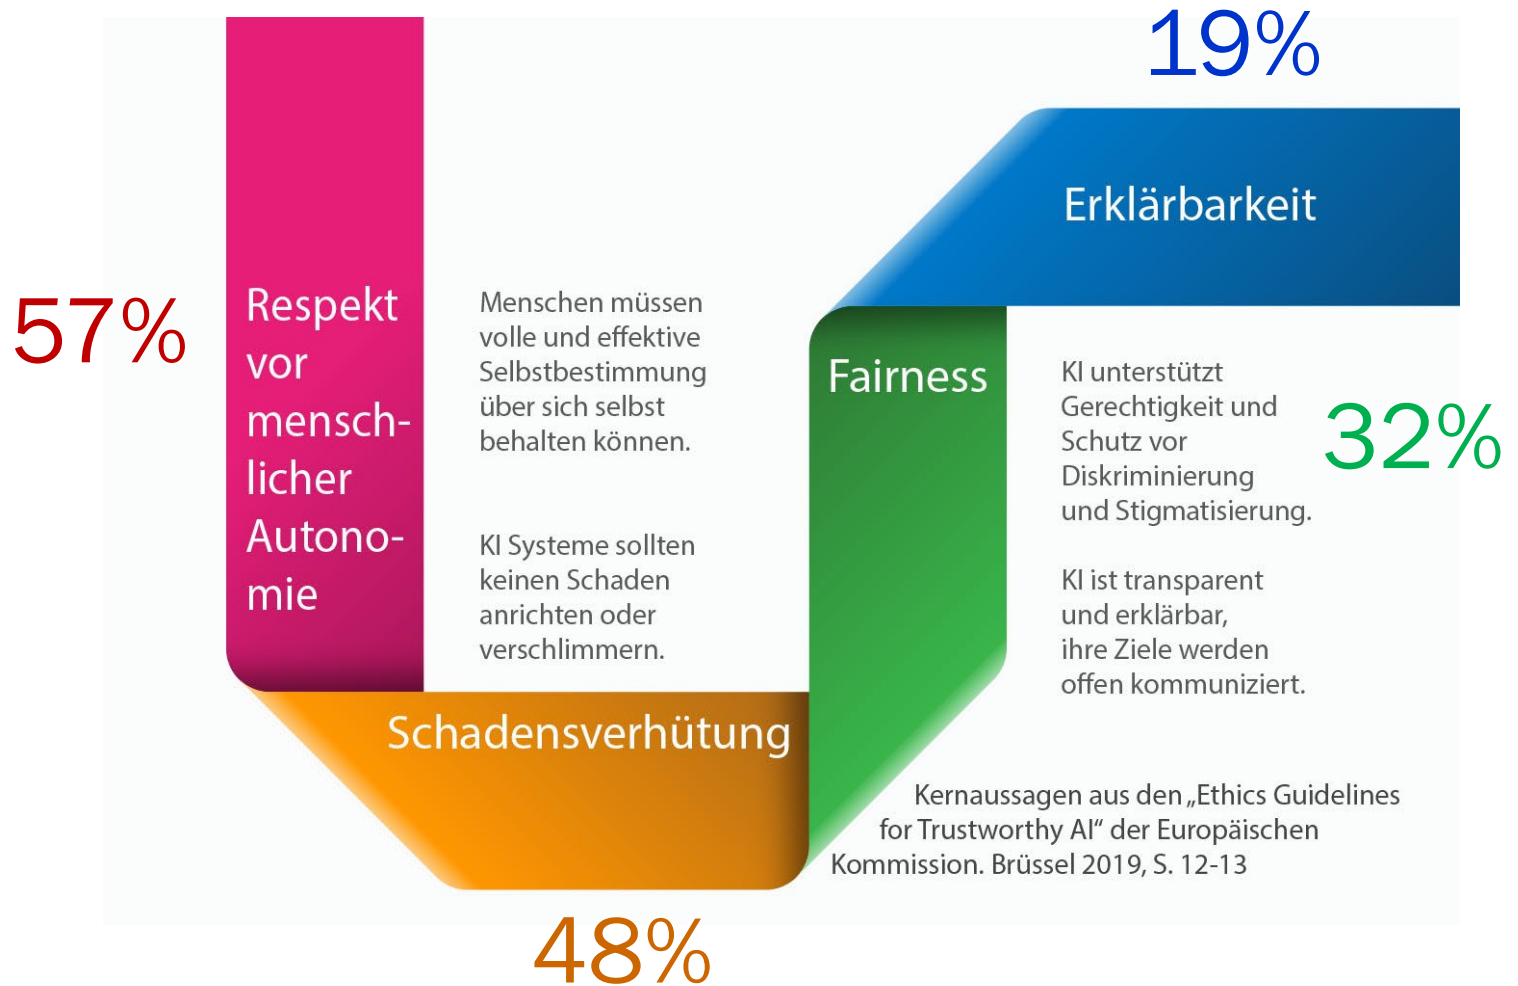 19%
Erklärbarkeit
57%
Respekt
vor
mensch-
licher
Autono-
mie
Menschen müssen
volle und effektive
Selbstbestimmung
über sich selbst
behalten können.
KI Systeme sollten
keinen Schaden
anrichten oder
verschlimmern.
Schadensverhütung
48%
Fairness
KI unterstützt
Gerechtigkeit und
Schutz vor
Diskriminierung
und Stigmatisierung.
32%
KI ist transparent
und erklärbar,
ihre Ziele werden
offen kommuniziert.
Kernaussagen aus den „Ethics Guidelines
for Trustworthy AI“ der Europäischen
Kommission. Brüssel 2019, S. 12-13